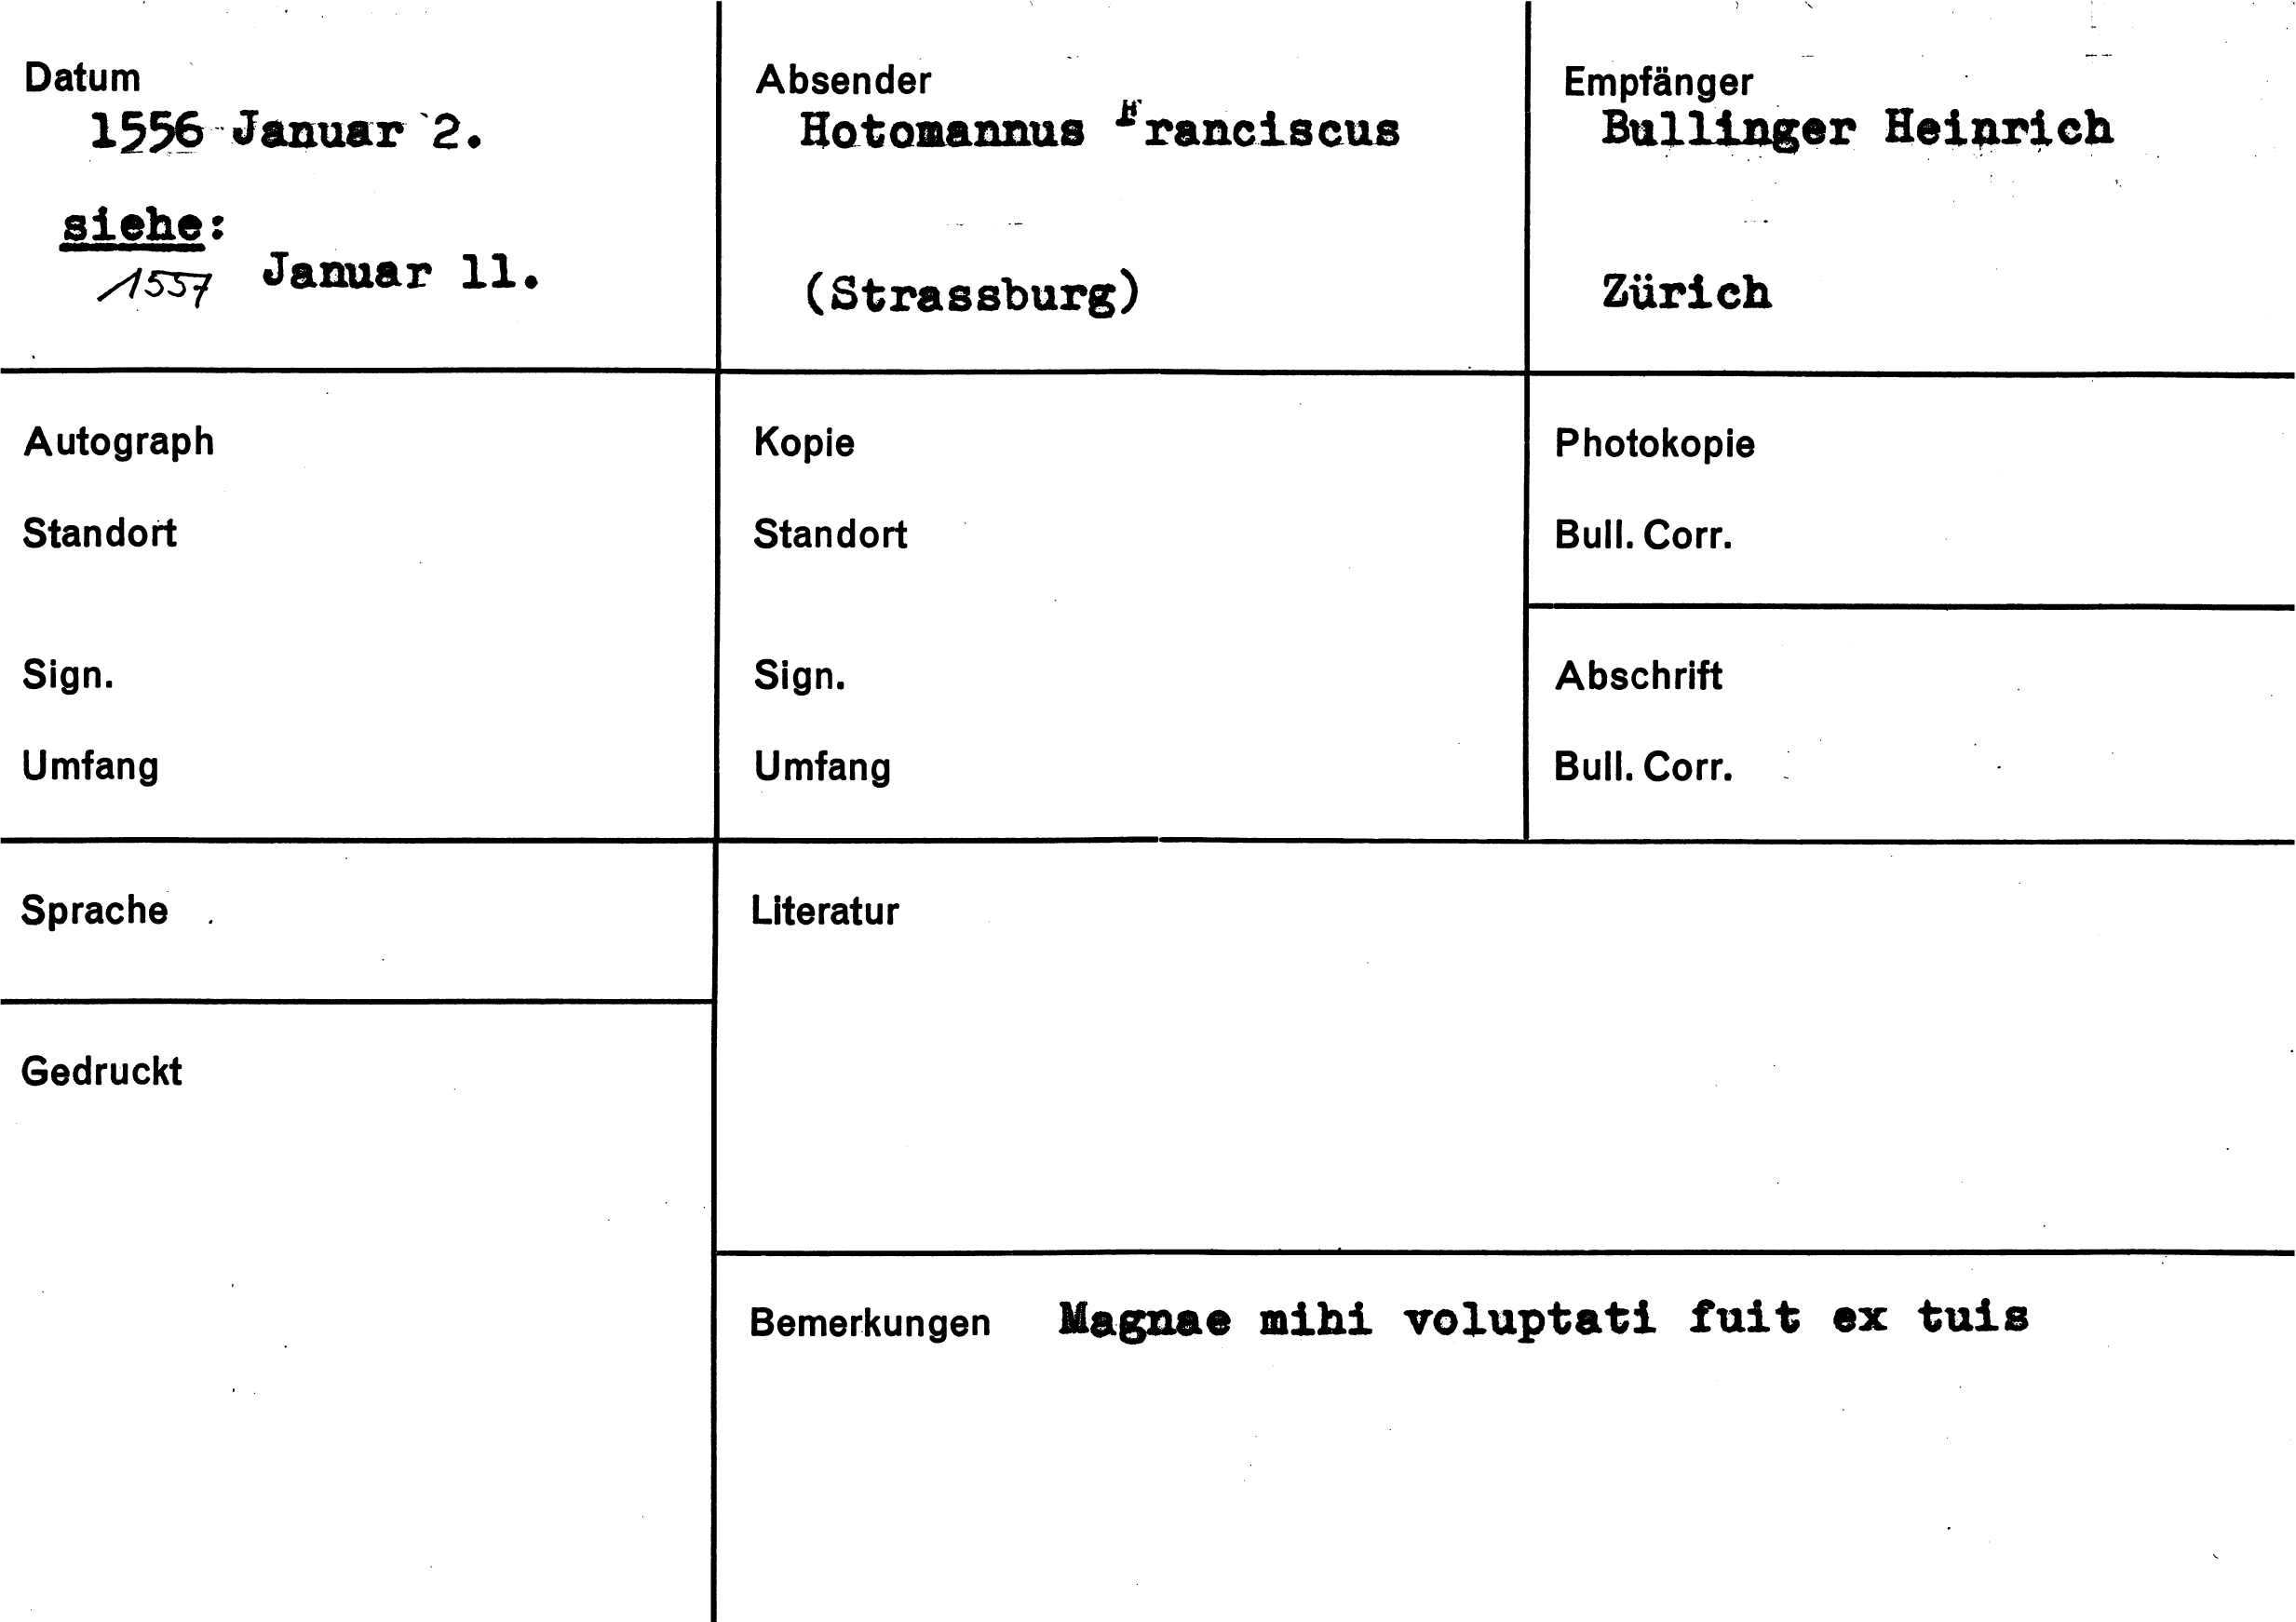 Datum
1556 Januar 2.
siehe:
1557 Januar 11.
Absender
Hotomannus Franciscus
(Strassburg)
Empfänger
Bullinger Heinrich
Zürich
Autograph
Standort
Sign.
Umfang
Kopie
Standort
Sign.
Umfang
Photokopie
Bull. Corr.
Abschrift
Bull. Corr.
Sprache
Literatur
Gedruckt
Bemerkungen Magnae mihi voluptati fuit ex tuis